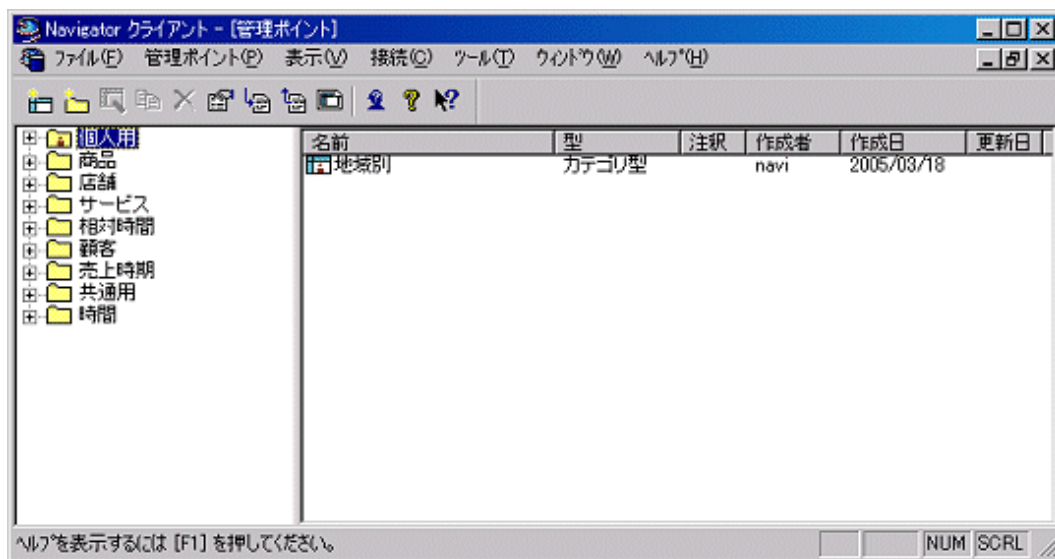 Navigator クライアント - [管理ポイント]
ファイル(F) 管理ポイント(P) 表示(V) 接続(C) ツール(T) ウィンドウ(W) ヘルプ(H)
個人用
商品
店舗
サービス
相対時間
顧客
売上時期
共通用
時間
名前 型 注釈 作成者 作成日 更新日
地域別 カテゴリ型 navi 2005/03/18
ヘルプを表示するには [F1] を押してください。 NUM SCRL